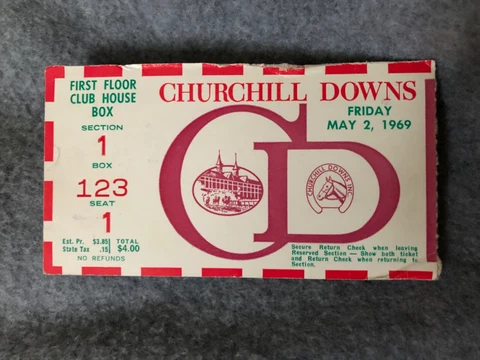 FIRST FLOOR
CLUB HOUSE
BOX
SECTION
1
BOX
123
SEAT
1
Est. Pr. $3.85 TOTAL
State Tax .15 $4.00
NO REFUNDS
CHURCHILL DOWNS
FRIDAY
MAY 2, 1969
CD
CHURCHILL DOWNS INC.
Secure Return Check when leaving
Reserved Section — Show both ticket
and Return Check when returning to
Section.